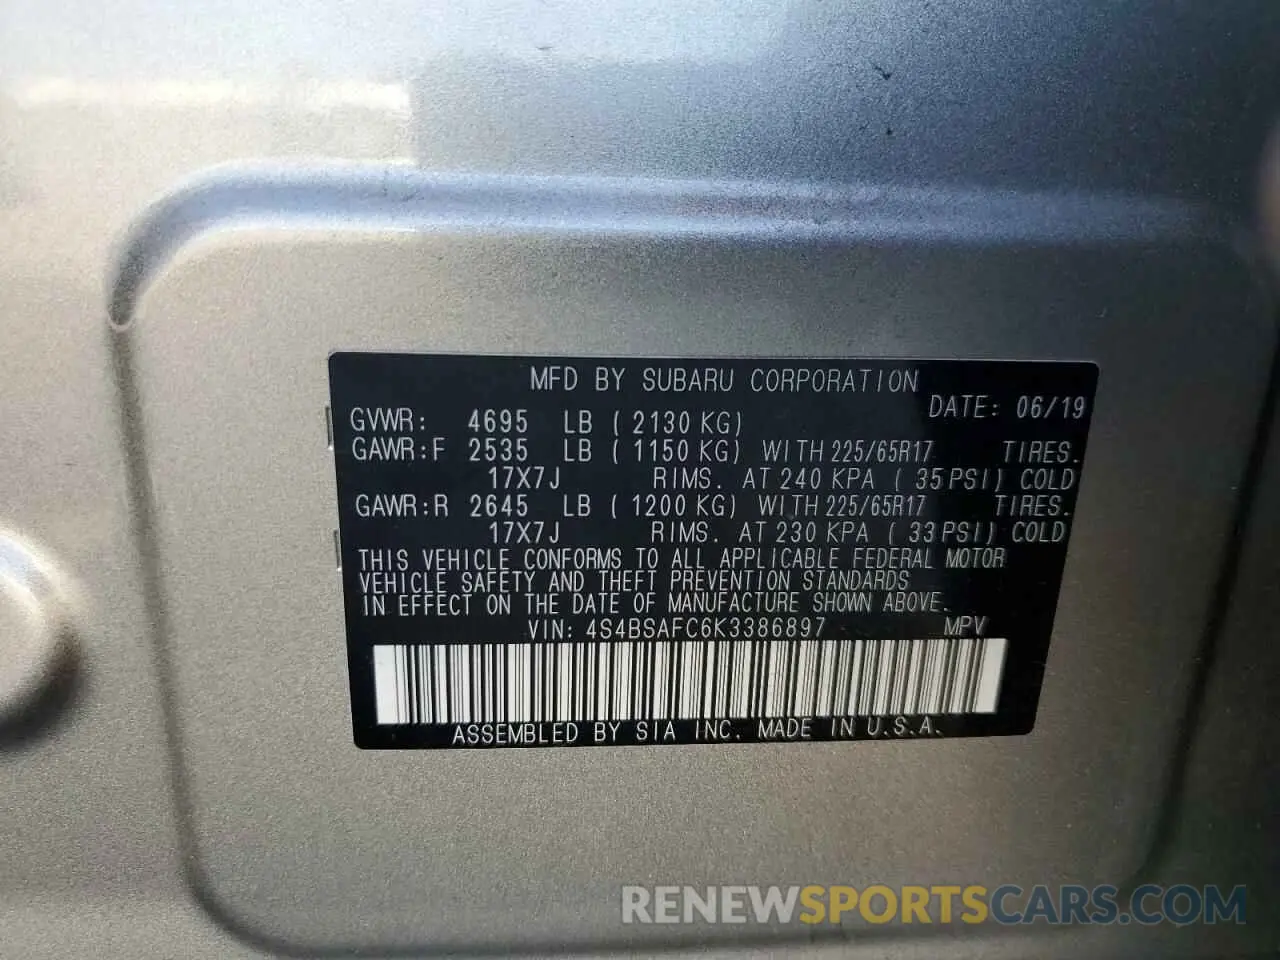 MFD BY SUBARU CORPORATION
DATE: 06/19
GVWR: 4695 LB ( 2130 KG)
GAWR:F 2535 LB ( 1150 KG) WITH 225/65R17 TIRES.
17X7J RIMS. AT 240 KPA ( 35PSI) COLD
GAWR:R 2645 LB ( 1200 KG) WITH 225/65R17 TIRES.
17X7J RIMS. AT 230 KPA ( 33PSI) COLD
THIS VEHICLE CONFORMS TO ALL APPLICABLE FEDERAL MOTOR
VEHICLE SAFETY AND THEFT PREVENTION STANDARDS
IN EFFECT ON THE DATE OF MANUFACTURE SHOWN ABOVE.
VIN: 4S4BSAFC6K3386897 MPV
ASSEMBLED BY SIA INC. MADE IN U.S.A.
RENEWSPORTSCARS.COM